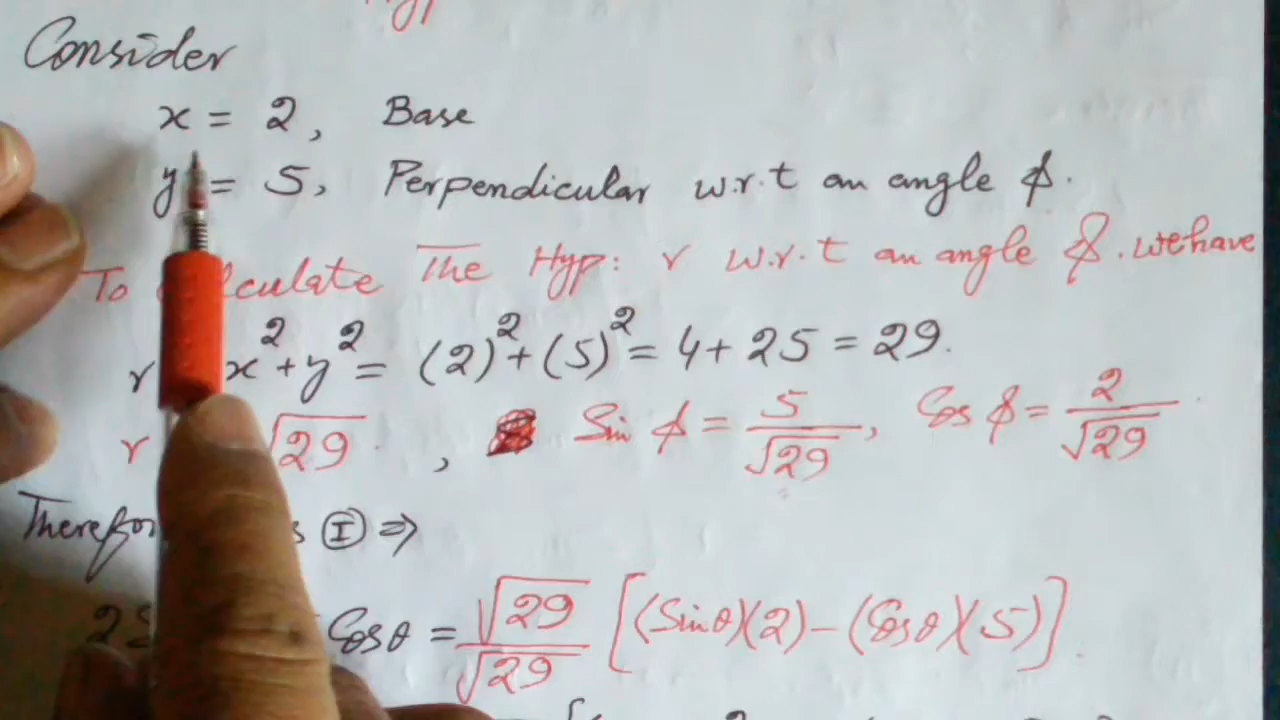 Consider
x = 2, Base
y = 5, Perpendicular w.r.t an angle ϕ.
To Calculate The Hyp: r w.r.t an angle ϕ. we have
r x² + y² = (2)² + (5)² = 4 + 25 = 29.
r √29 , Sin ϕ = 5/√29, Cos ϕ = 2/√29
Ⓘ ⇒
Cosθ = √29/√29 [(Sinθ)(2) - (Cosθ)(5)].